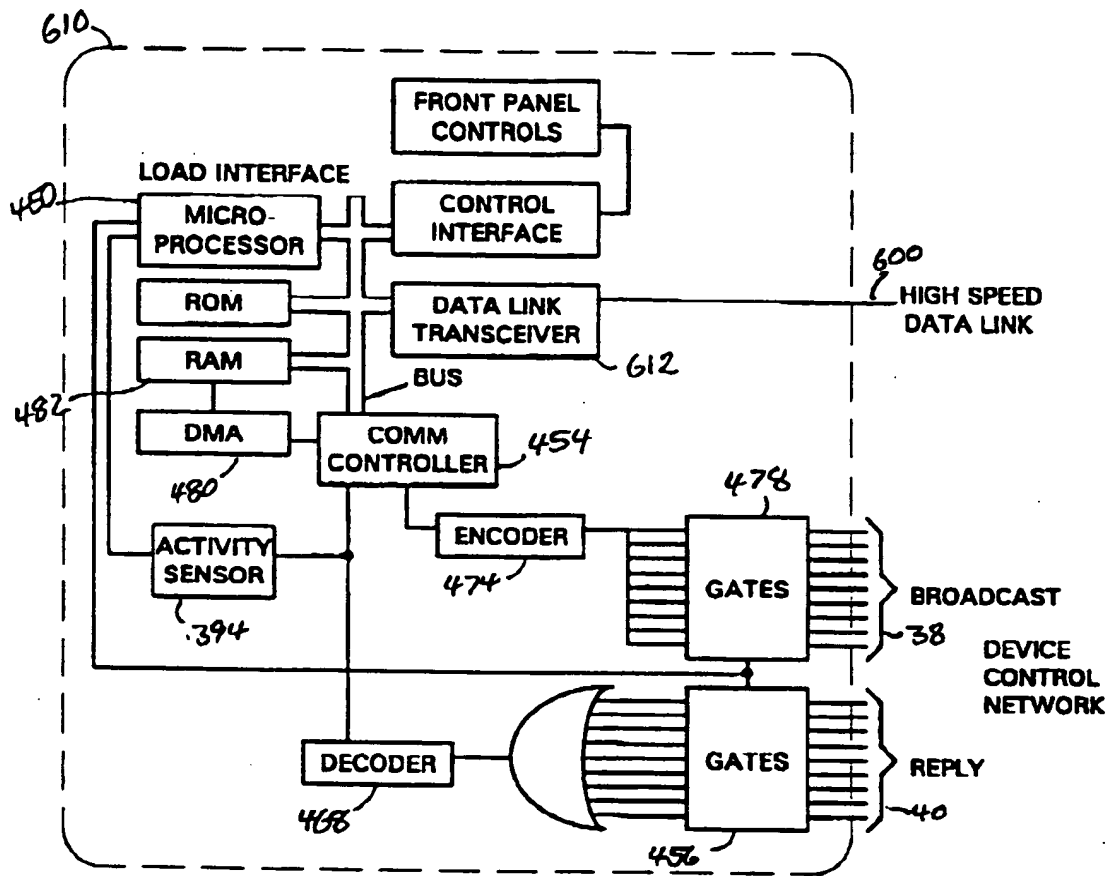 610
FRONT PANEL
CONTROLS
LOAD INTERFACE
450
MICRO-
PROCESSOR
CONTROL
INTERFACE
600
HIGH SPEED
DATA LINK
ROM
DATA LINK
TRANSCEIVER
612
RAM
482
BUS
DMA
480
COMM
CONTROLLER
454
478
ACTIVITY
SENSOR
394
ENCODER
474
GATES
BROADCAST
38
DEVICE
CONTROL
NETWORK
DECODER
468
GATES
REPLY
40
456